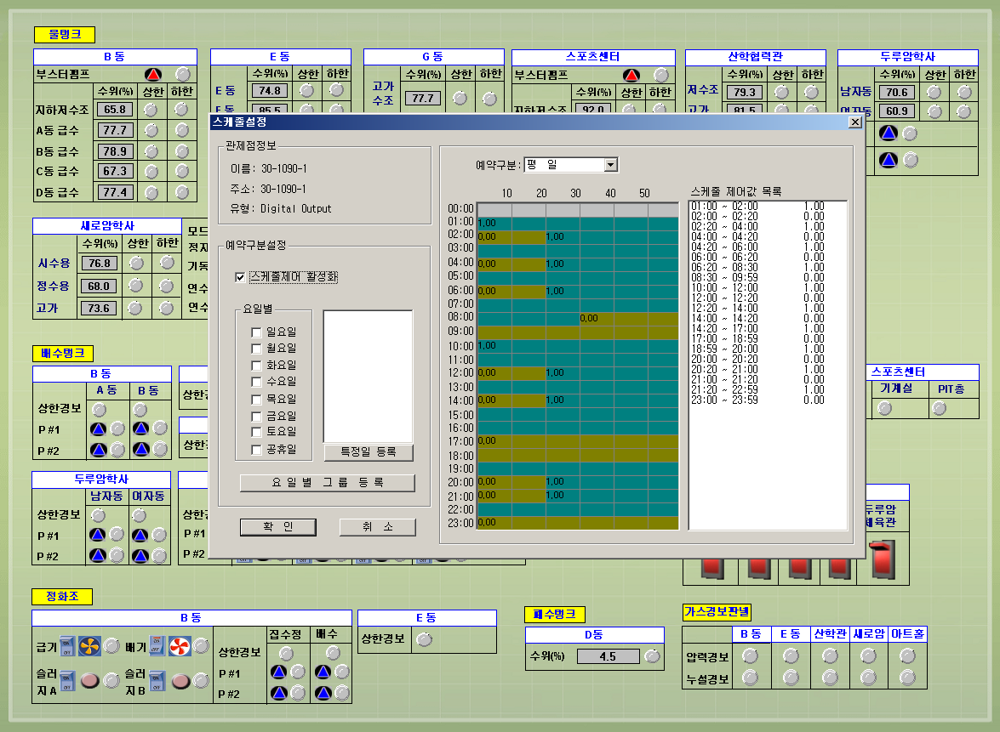 물탱크
B 동
부스터펌프
수위(%) 상한 하한
지하저수조 65.8
A동 급수 77.7
B동 급수 78.9
C동 급수 67.3
D동 급수 77.4
E 동
수위(%) 상한 하한
E 동 74.8
85.5
G 동
수위(%) 상한 하한
고가
수조 77.7
스포츠센터
부스터펌프
수위(%) 상한 하한
지하저수조 92.0
산학협력관
수위(%) 상한 하한
저수조 79.3
고가 81.5
두루암학사
수위(%) 상한 하한
남자동 70.6
여자동 60.9
새로암학사
수위(%) 상한 하한
시수용 76.8
정수용 68.0
고가 73.6
모드
정지
기동
연수
연수
스케줄설정
관제점정보
이름: 30-1090-1
주소: 30-1090-1
유형: Digital Output
예약구분설정
스케줄제어 활성화
요일별
일요일
월요일
화요일
수요일
목요일
금요일
토요일
공휴일
특정일 등록
요 일 별 그 룹 등 록
확 인
취 소
예약구분: 평 일
10 20 30 40 50
00:00
01:00 1,00
02:00 0,00 1,00
03:00
04:00 0,00 1,00
05:00
06:00 0,00 1,00
07:00
08:00 0,00
09:00
10:00 1,00
11:00
12:00 0,00 1,00
13:00
14:00 0,00 1,00
15:00
16:00
17:00 0,00
18:00
19:00
20:00 0,00 1,00
21:00 0,00 1,00
22:00
23:00 0,00
스케줄 제어값 목록
01:00 ~ 02:00 1.00
02:00 ~ 02:20 0.00
02:20 ~ 04:00 1.00
04:00 ~ 04:20 0.00
04:20 ~ 06:00 1.00
06:00 ~ 06:20 0.00
06:20 ~ 08:30 1.00
08:30 ~ 09:59 0.00
10:00 ~ 12:00 1.00
12:00 ~ 12:20 0.00
12:20 ~ 14:00 1.00
14:00 ~ 14:20 0.00
14:20 ~ 17:00 1.00
17:00 ~ 18:59 0.00
18:59 ~ 20:00 1.00
20:00 ~ 20:20 0.00
20:20 ~ 21:00 1.00
21:00 ~ 21:20 0.00
21:20 ~ 22:59 1.00
23:00 ~ 23:59 0.00
배수탱크
B 동
A 동 B 동
상한경보
P #1
P #2
상한경
상한경
두루암학사
남자동 여자동
상한경보
P #1
P #2
상한경
P #1
P #2
스포츠센터
기계실 PIT층
두루암
체육관
정화조
B 동
급기 배기
슬러
지 A
슬러
지 B
집수정 배수
상한경보
P #1
P #2
E 동
상한경보
폐수탱크
D동
수위(%) 4.5
가스경보판넬
B 동 E 동 산학관 새로암 아트홀
압력경보
누설경보